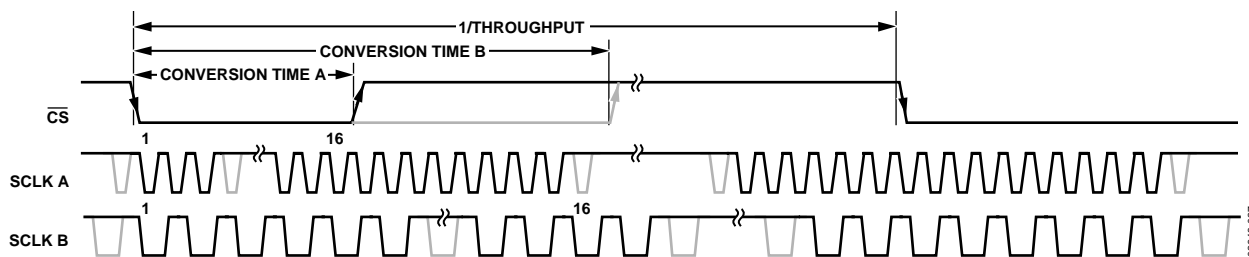 1/THROUGHPUT
CONVERSION TIME B
CONVERSION TIME A
CS
1
16
SCLK A
1
16
SCLK B